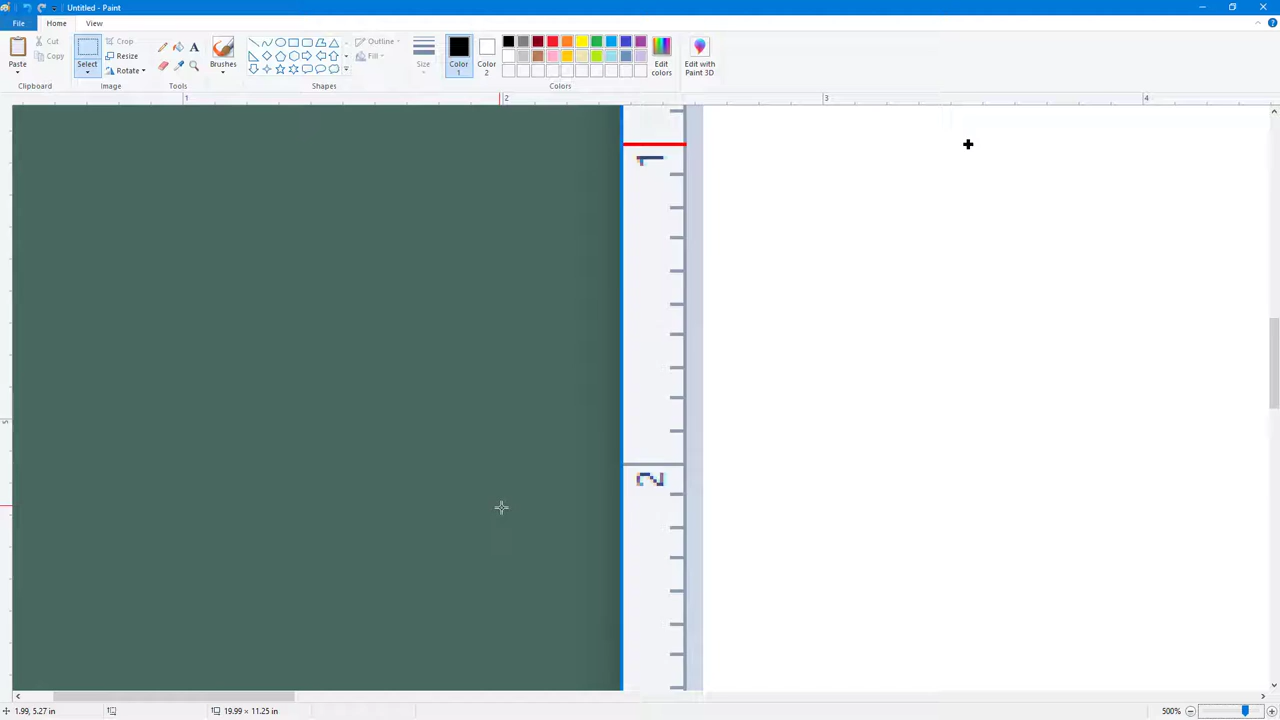 Untitled - Paint
File Home View
Paste
Cut
Copy
Clipboard
Select
Crop
Resize
Rotate
Image
Tools
Brushes
Outline
Fill
Shapes
Size
Color 1
Color 2
Colors
Edit colors
Edit with Paint 3D
1 2 3 4
5
1
2
1.99, 5.27 in
19.99 × 11.25 in
500%